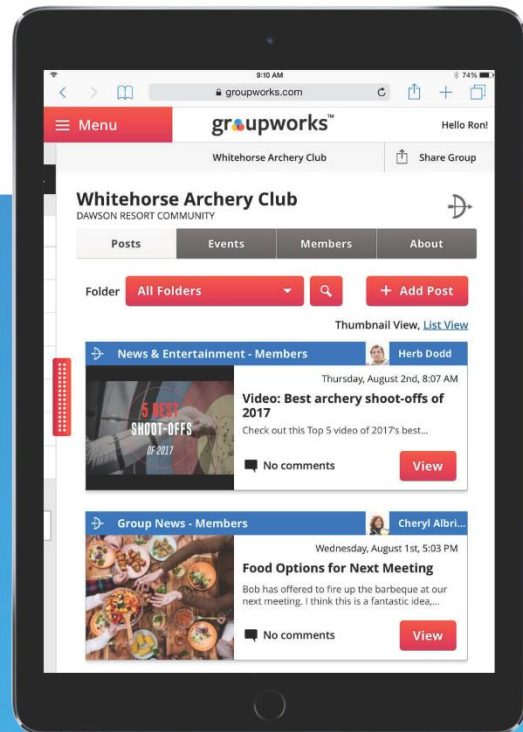 9:10 AM
74%
groupworks.com
Menu
groupworks™
Hello Ron!
Whitehorse Archery Club
Share Group
Whitehorse Archery Club
DAWSON RESORT COMMUNITY
Posts Events Members About
Folder All Folders + Add Post
Thumbnail View, List View
News & Entertainment - Members Herb Dodd
Thursday, August 2nd, 8:07 AM
5 BEST
SHOOT-OFFS
OF 2017
Video: Best archery shoot-offs of
2017
Check out this Top 5 video of 2017's best...
No comments View
Group News - Members Cheryl Albri...
Wednesday, August 1st, 5:03 PM
Food Options for Next Meeting
Bob has offered to fire up the barbeque at our
next meeting. I think this is a fantastic idea,...
No comments View